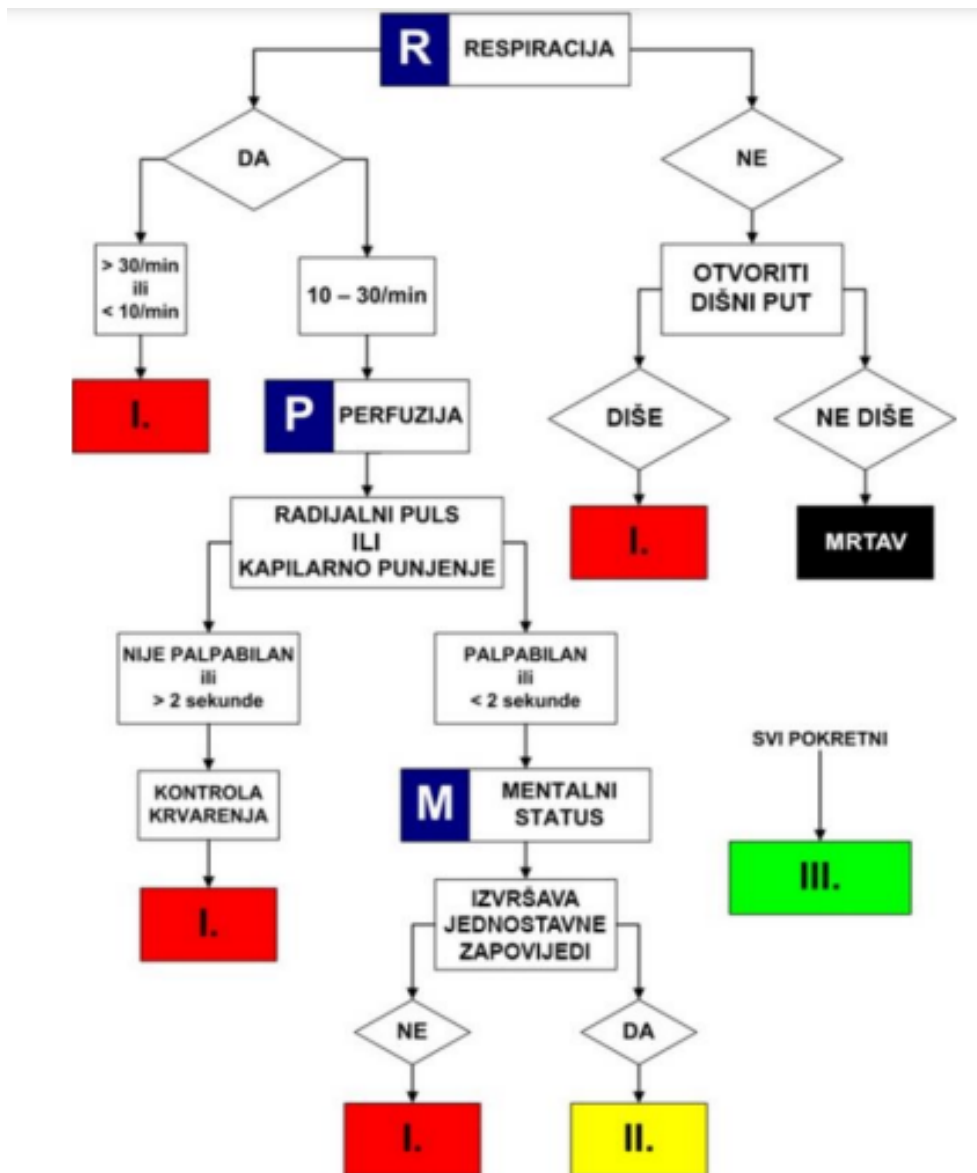 R RESPIRACIJA
DA
NE
> 30/min
ili
< 10/min
10 – 30/min
OTVORITI
DIŠNI PUT
I.
P PERFUZIJA
DIŠE
NE DIŠE
RADIJALNI PULS
ILI
KAPILARNO PUNJENJE
I.
MRTAV
NIJE PALPABILAN
ili
> 2 sekunde
PALPABILAN
ili
< 2 sekunde
SVI POKRETNI
KONTROLA
KRVARENJA
M MENTALNI
STATUS
III.
I.
IZVRŠAVA
JEDNOSTAVNE
ZAPOVIJEDI
NE
DA
I.
II.